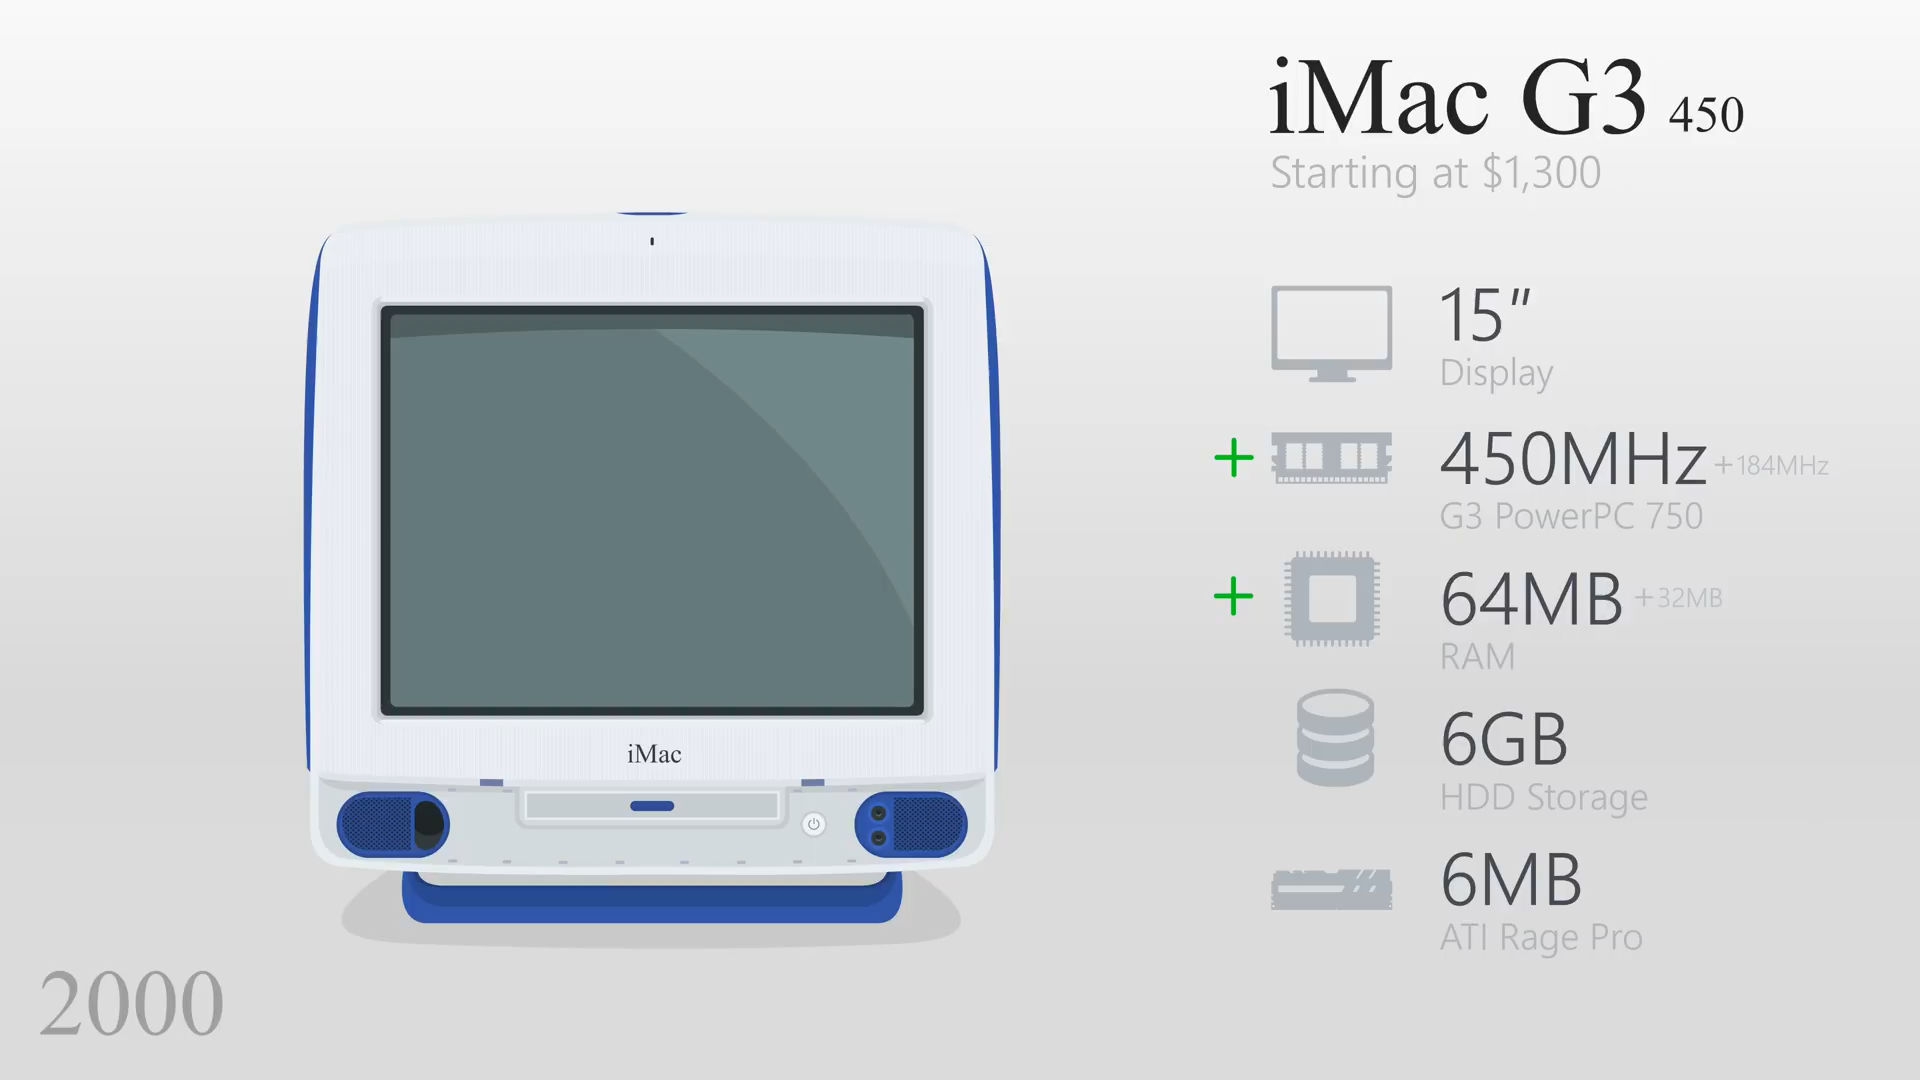 iMac G3 450
Starting at $1,300
15"
Display
+ 450MHz +184MHz
G3 PowerPC 750
+ 64MB +32MB
RAM
6GB
HDD Storage
6MB
ATI Rage Pro
iMac
2000